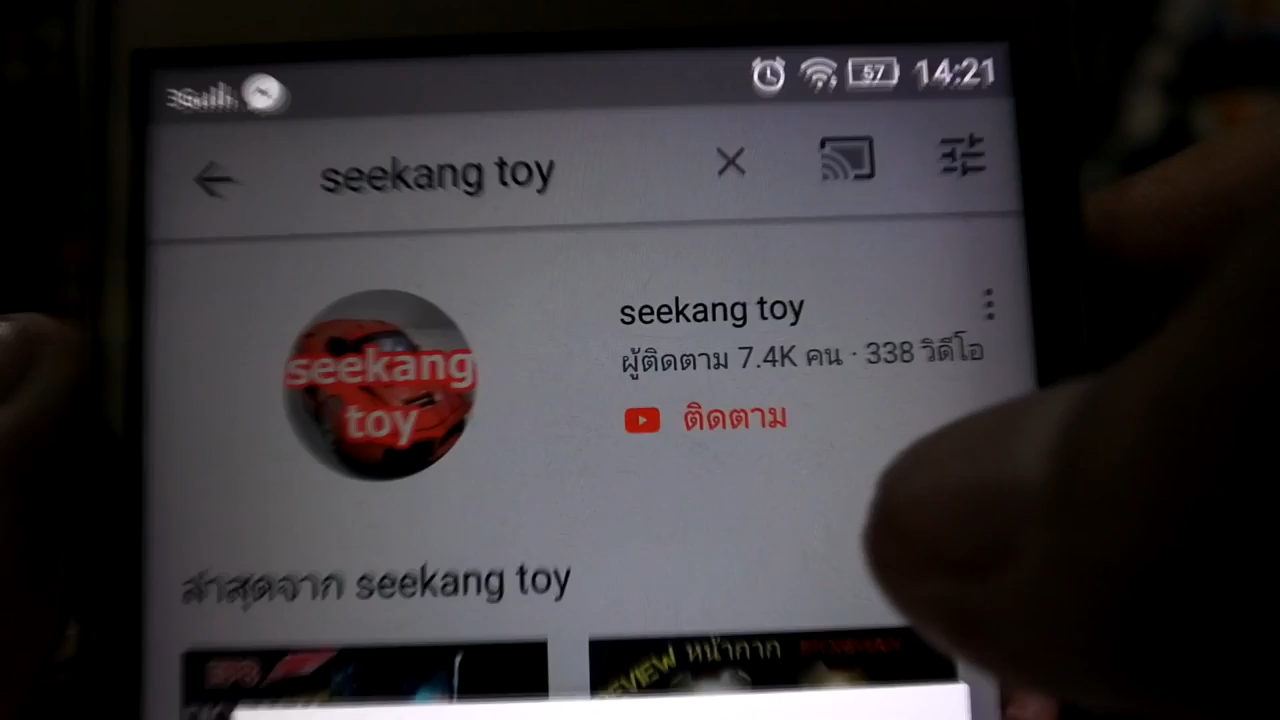 57 14:21
seekang toy
seekang
toy
seekang toy
ผู้ติดตาม 7.4K คน · 338 วิดีโอ
ติดตาม
ล่าสุดจาก seekang toy
REVIEW หน้ากาก